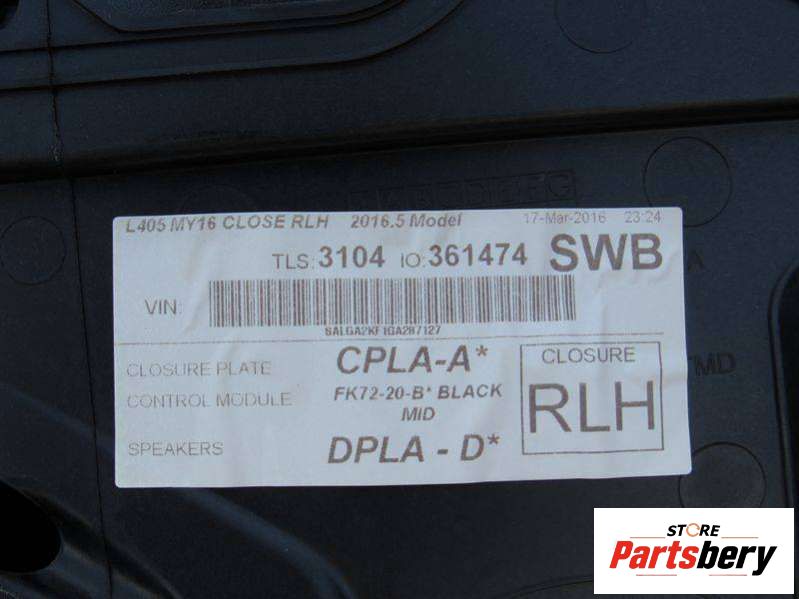 L405 MY16 CLOSE RLH 2016.5 Model 17-Mar-2016 23:24
TLS:3104 IO:361474 SWB
VIN:
SALGA2KF1GA287127
CLOSURE PLATE CPLA-A*
CONTROL MODULE FK72-20-B* BLACK
MID
SPEAKERS DPLA - D*
CLOSURE
RLH
STORE
Partsbery